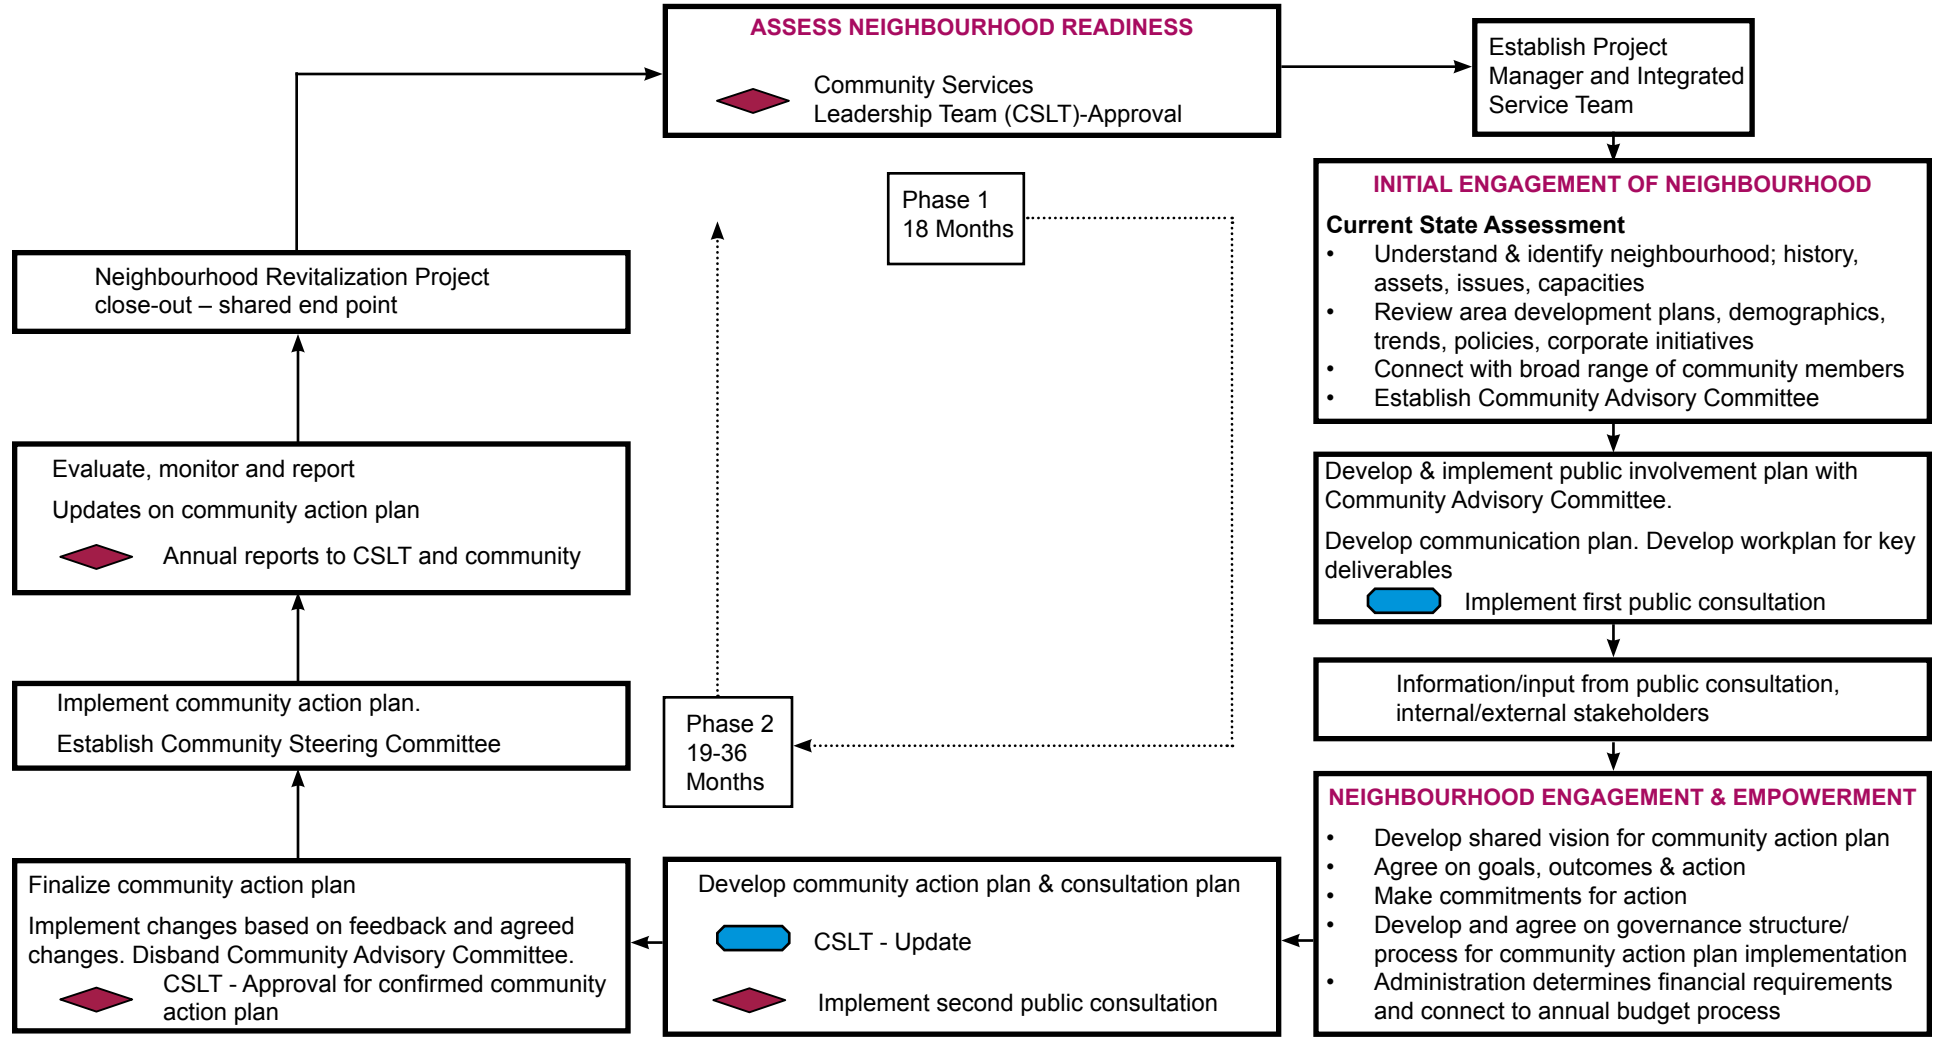 ASSESS NEIGHBOURHOOD READINESS
Community Services
Leadership Team (CSLT)-Approval
Establish Project
Manager and Integrated
Service Team
INITIAL ENGAGEMENT OF NEIGHBOURHOOD
Current State Assessment
• Understand & identify neighbourhood; history,
assets, issues, capacities
• Review area development plans, demographics,
trends, policies, corporate initiatives
• Connect with broad range of community members
• Establish Community Advisory Committee
Develop & implement public involvement plan with
Community Advisory Committee.
Develop communication plan. Develop workplan for key
deliverables
Implement first public consultation
Information/input from public consultation,
internal/external stakeholders
NEIGHBOURHOOD ENGAGEMENT & EMPOWERMENT
• Develop shared vision for community action plan
• Agree on goals, outcomes & action
• Make commitments for action
• Develop and agree on governance structure/
process for community action plan implementation
• Administration determines financial requirements
and connect to annual budget process
Develop community action plan & consultation plan
CSLT - Update
Implement second public consultation
Finalize community action plan
Implement changes based on feedback and agreed
changes. Disband Community Advisory Committee.
CSLT - Approval for confirmed community
action plan
Implement community action plan.
Establish Community Steering Committee
Evaluate, monitor and report
Updates on community action plan
Annual reports to CSLT and community
Neighbourhood Revitalization Project
close-out – shared end point
Phase 1
18 Months
Phase 2
19-36
Months